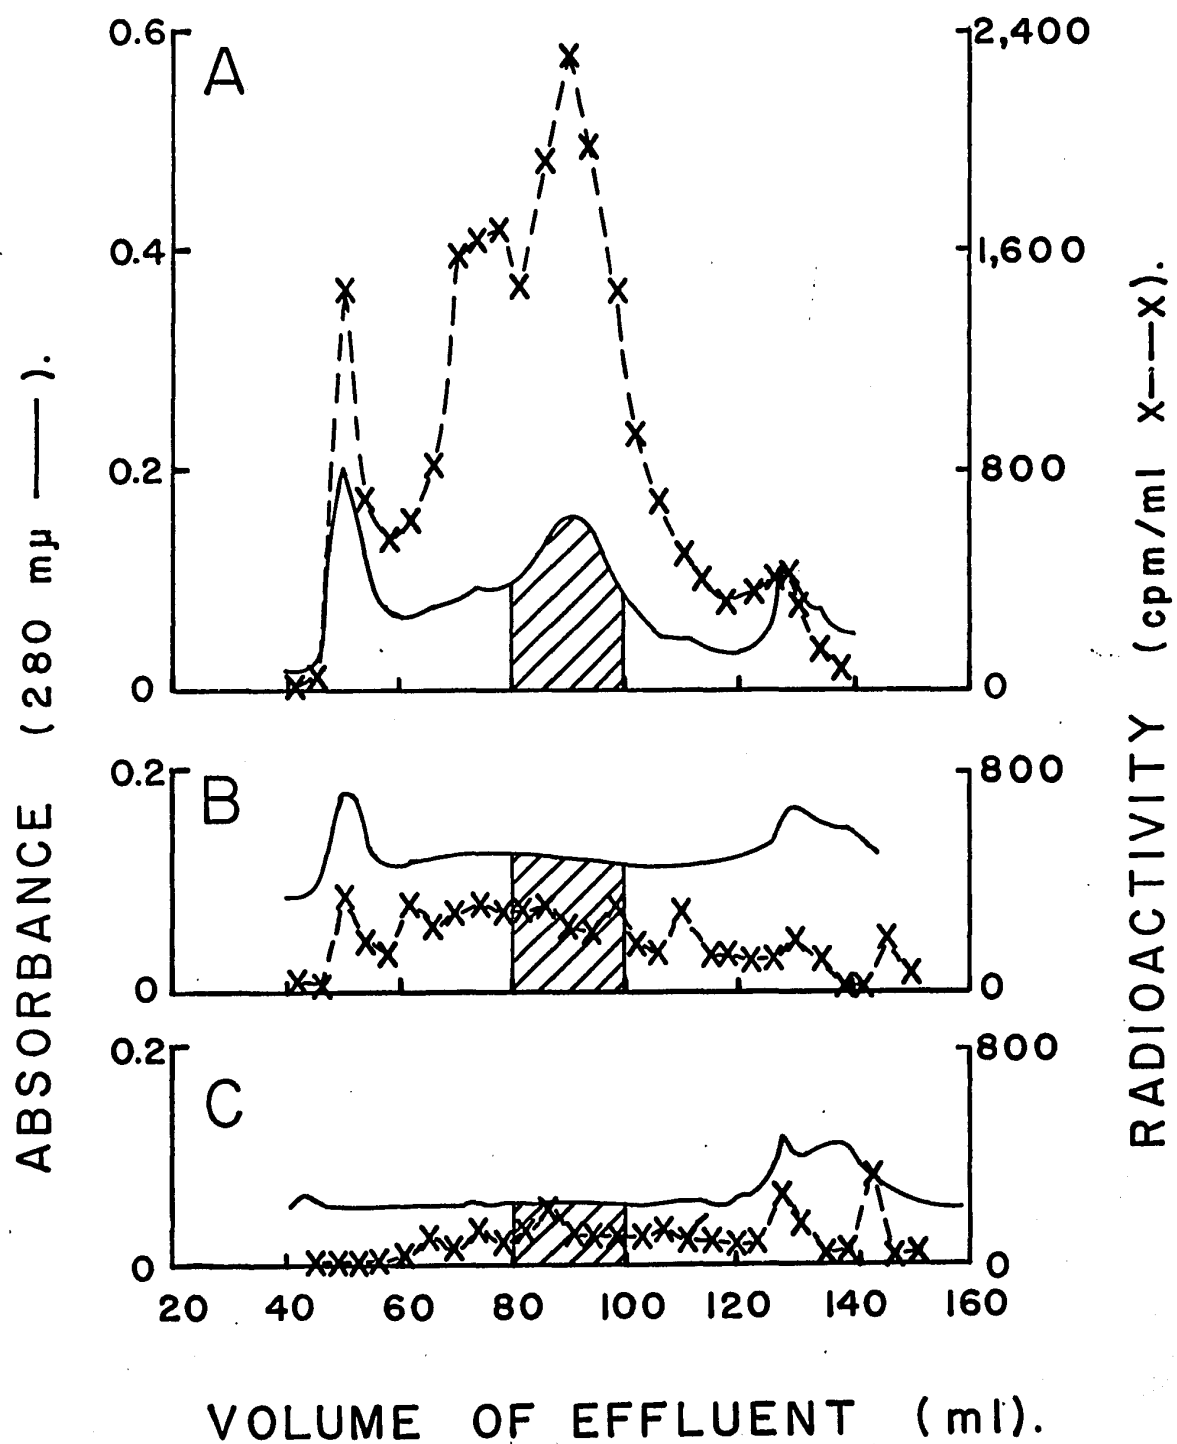 A
0.6
0.4
0.2
0
2,400
1,600
800
0
B
0.2
0
800
0
C
0.2
0
800
0
20 40 60 80 100 120 140 160
VOLUME OF EFFLUENT (ml).
ABSORBANCE (280 mμ ——).
RADIOACTIVITY (cpm/ml X–––X).